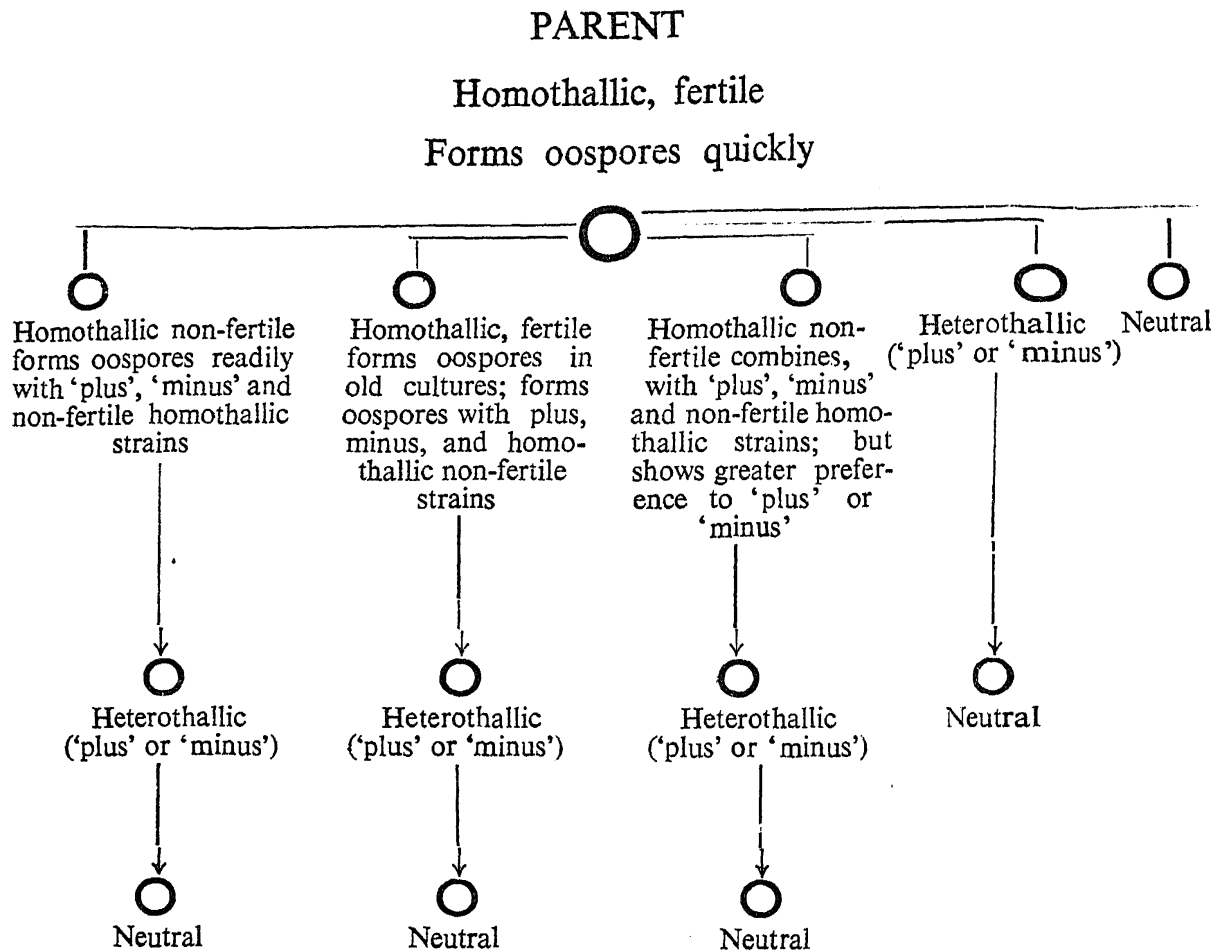 PARENT
Homothallic, fertile
Forms oospores quickly
Homothallic non-fertile
forms oospores readily
with ‘plus’, ‘minus’ and
non-fertile homothallic
strains
Homothallic, fertile
forms oospores in
old cultures; forms
oospores with plus,
minus, and homo-
thallic non-fertile
strains
Homothallic non-
fertile combines,
with ‘plus’, ‘minus’
and non-fertile homo-
thallic strains; but
shows greater prefer-
ence to ‘plus’ or
‘minus’
Heterothallic
(‘plus’ or ‘minus’)
Neutral
Heterothallic
(‘plus’ or ‘minus’)
Heterothallic
(‘plus’ or ‘minus’)
Heterothallic
(‘plus’ or ‘minus’)
Neutral
Neutral
Neutral
Neutral